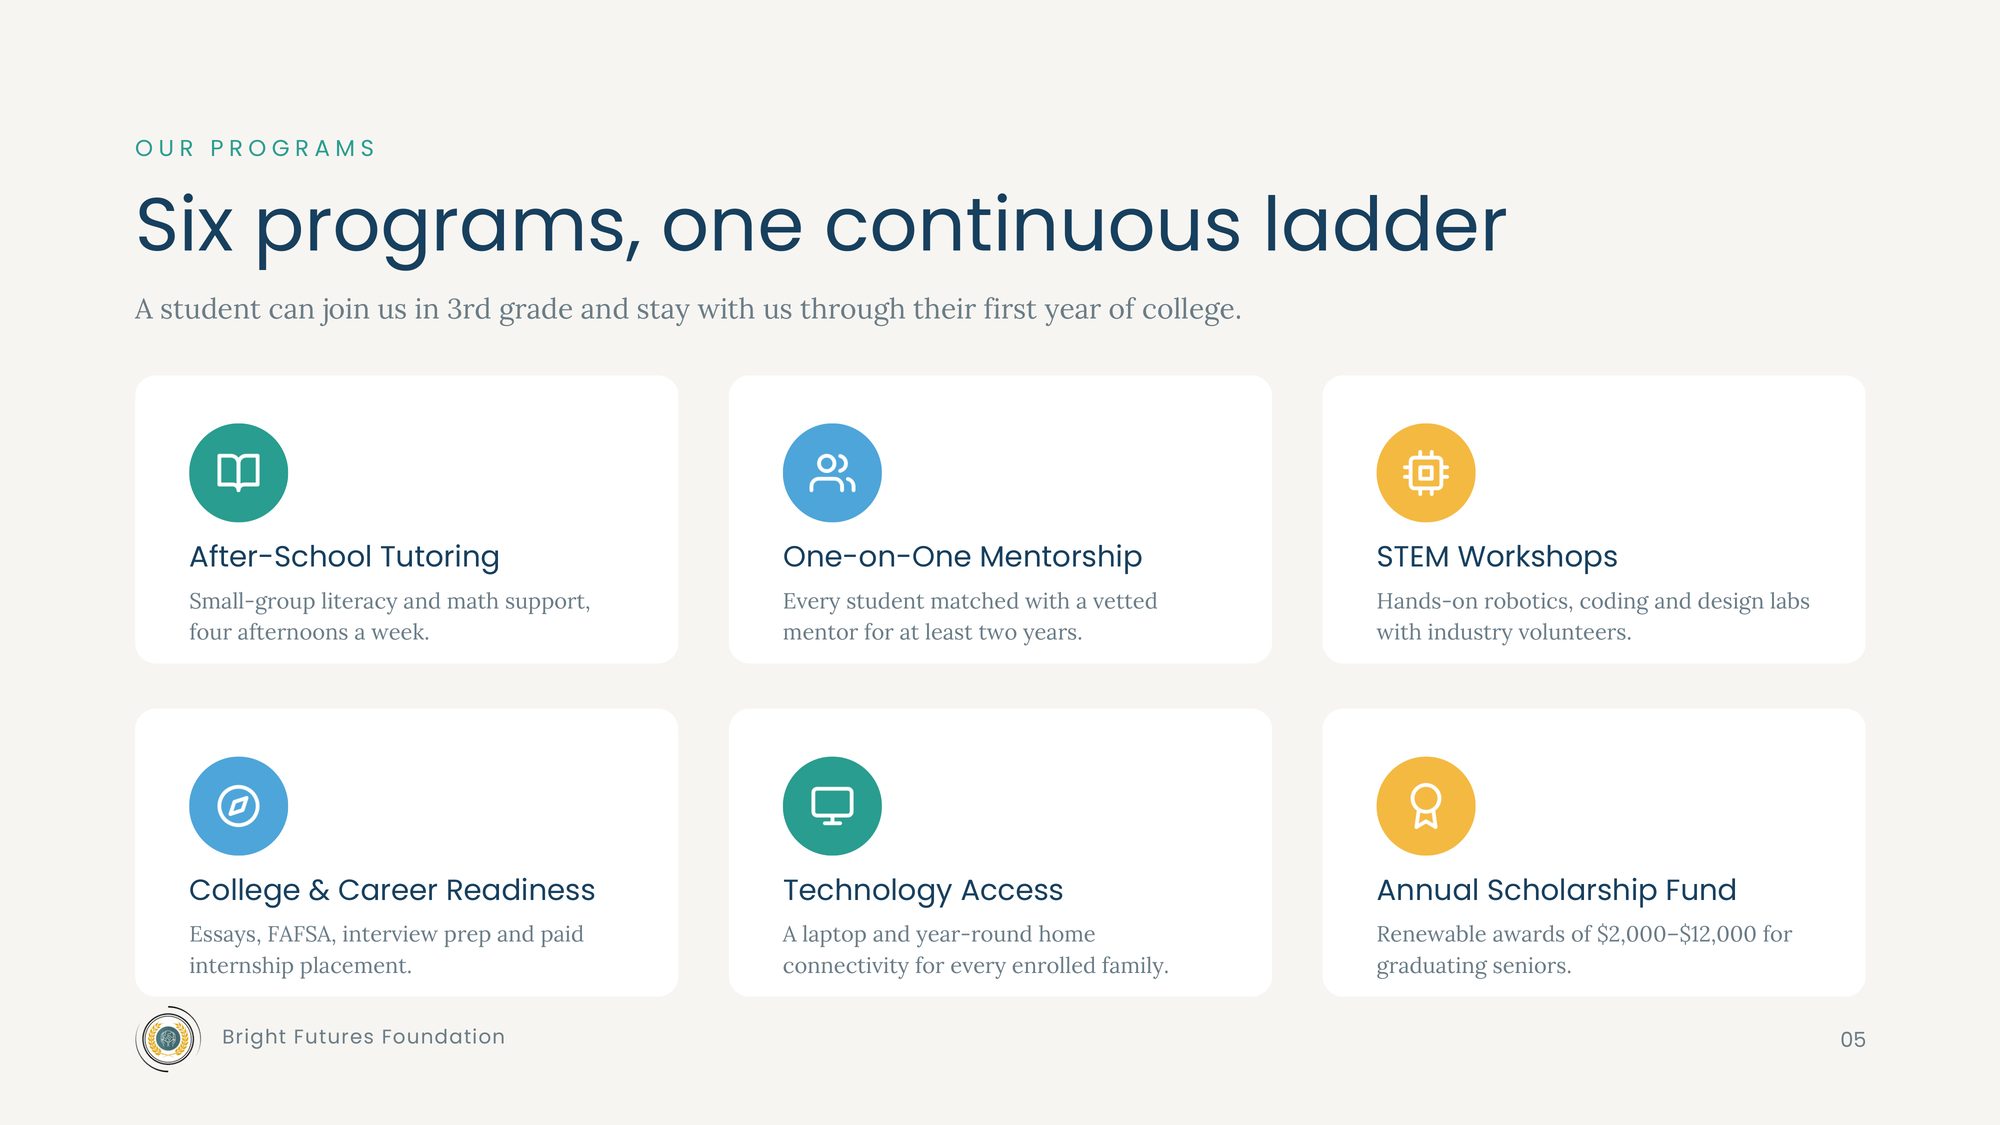 OUR PROGRAMS
Six programs, one continuous ladder
A student can join us in 3rd grade and stay with us through their first year of college.
After-School Tutoring
Small-group literacy and math support,
four afternoons a week.
One-on-One Mentorship
Every student matched with a vetted
mentor for at least two years.
STEM Workshops
Hands-on robotics, coding and design labs
with industry volunteers.
College & Career Readiness
Essays, FAFSA, interview prep and paid
internship placement.
Technology Access
A laptop and year-round home
connectivity for every enrolled family.
Annual Scholarship Fund
Renewable awards of $2,000–$12,000 for
graduating seniors.
Bright Futures Foundation
05